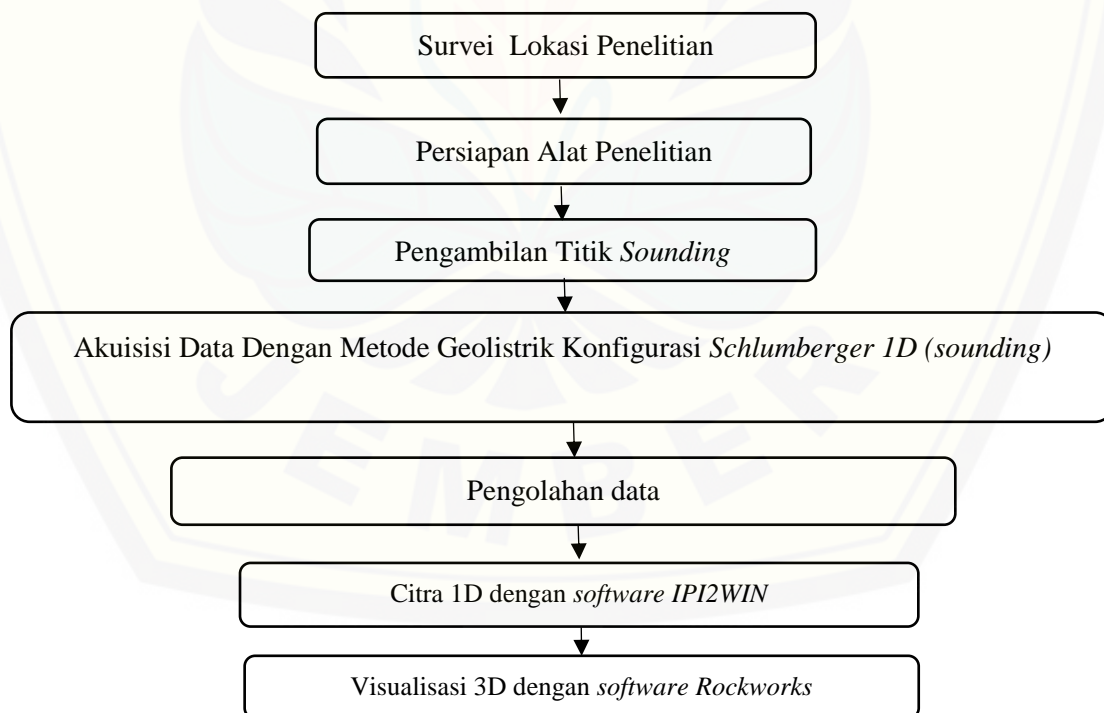 Survei Lokasi Penelitian
Persiapan Alat Penelitian
Pengambilan Titik Sounding
Akuisisi Data Dengan Metode Geolistrik Konfigurasi Schlumberger 1D (sounding)
Pengolahan data
Citra 1D dengan software IPI2WIN
Visualisasi 3D dengan software Rockworks
JEMBER